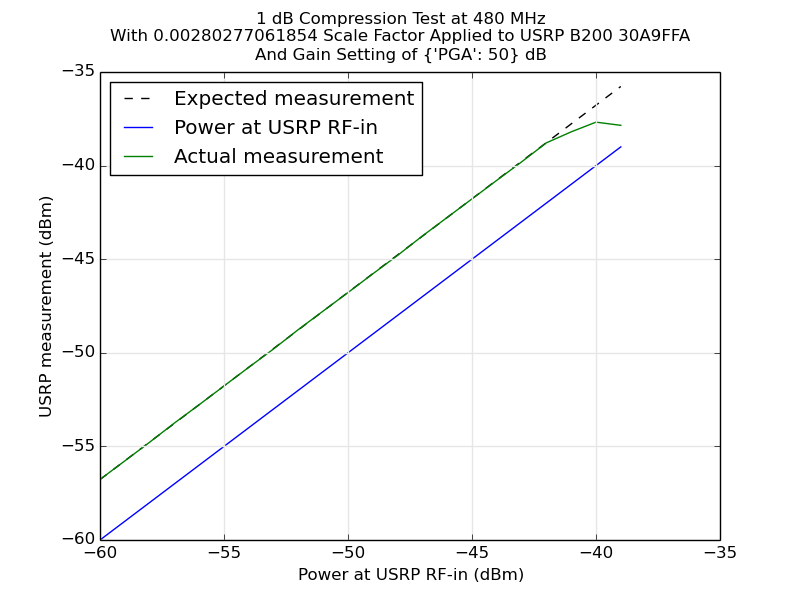 1 dB Compression Test at 480 MHz
With 0.00280277061854 Scale Factor Applied to USRP B200 30A9FFA
And Gain Setting of {'PGA': 50} dB
Expected measurement
Power at USRP RF-in
Actual measurement
−35
−40
−45
−50
−55
−60
USRP measurement (dBm)
−60 −55 −50 −45 −40 −35
Power at USRP RF-in (dBm)